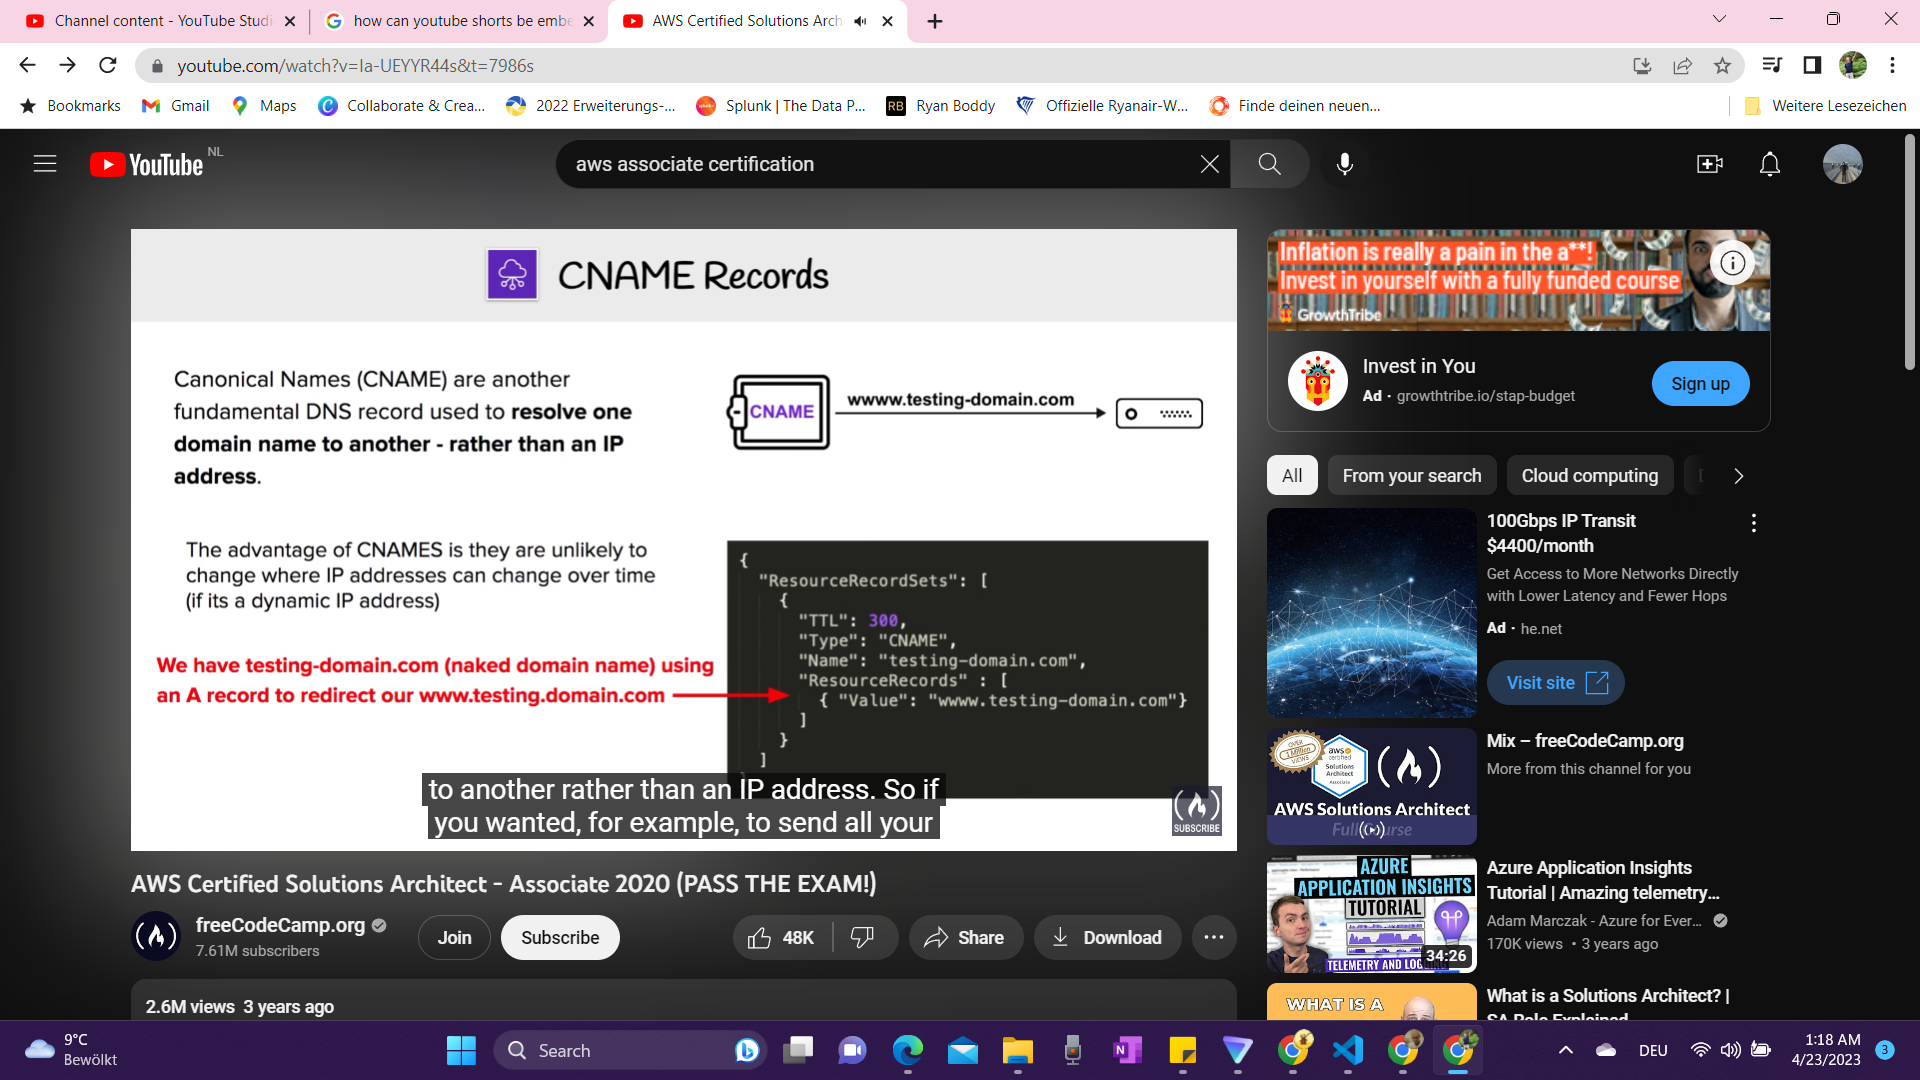 Channel content - YouTube Studi
how can youtube shorts be embe
AWS Certified Solutions Arch
youtube.com/watch?v=Ia-UEYYR44s&t=7986s
Bookmarks
Gmail
Maps
Collaborate & Crea...
2022 Erweiterungs-...
Splunk | The Data P...
RB
Ryan Boddy
Offizielle Ryanair-W...
Finde deinen neuen...
Weitere Lesezeichen
YouTube NL
aws associate certification
CNAME Records
Canonical Names (CNAME) are another
fundamental DNS record used to resolve one
domain name to another - rather than an IP
address.
CNAME
wwww.testing-domain.com
The advantage of CNAMES is they are unlikely to
change where IP addresses can change over time
(if its a dynamic IP address)
We have testing-domain.com (naked domain name) using
an A record to redirect our www.testing.domain.com
{
"ResourceRecordSets": [
{
"TTL": 300,
"Type": "CNAME",
"Name": "testing-domain.com",
"ResourceRecords" : [
{ "Value": "wwww.testing-domain.com"}
]
}
]
to another rather than an IP address. So if
you wanted, for example, to send all your
SUBSCRIBE
AWS Certified Solutions Architect - Associate 2020 (PASS THE EXAM!)
freeCodeCamp.org
7.61M subscribers
Join
Subscribe
48K
Share
Download
2.6M views 3 years ago
Inflation is really a pain in the a**!
Invest in yourself with a fully funded course
GrowthTribe
Invest in You
Ad · growthtribe.io/stap-budget
Sign up
All
From your search
Cloud computing
100Gbps IP Transit
$4400/month
Get Access to More Networks Directly
with Lower Latency and Fewer Hops
Ad · he.net
Visit site
OVER
1 Million
VIEWS
aws
certified
Solutions
Architect
Associate
AWS Solutions Architect
Mix – freeCodeCamp.org
More from this channel for you
AZURE
APPLICATION INSIGHTS
TUTORIAL
34:26
TELEMETRY AND LOGGING
Azure Application Insights
Tutorial | Amazing telemetry...
Adam Marczak - Azure for Ever...
170K views • 3 years ago
WHAT IS A
What is a Solutions Architect? |
SA Role Explained
9°C
Bewölkt
Search
N
DEU
1:18 AM
4/23/2023
3